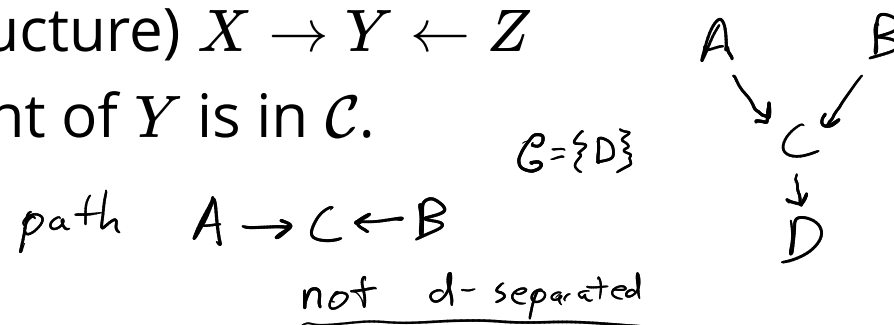 ucture) X → Y ← Z
nt of Y is in 𝒞.
𝒞={D}
path A → C ← B
not d-separated
A B
C
D